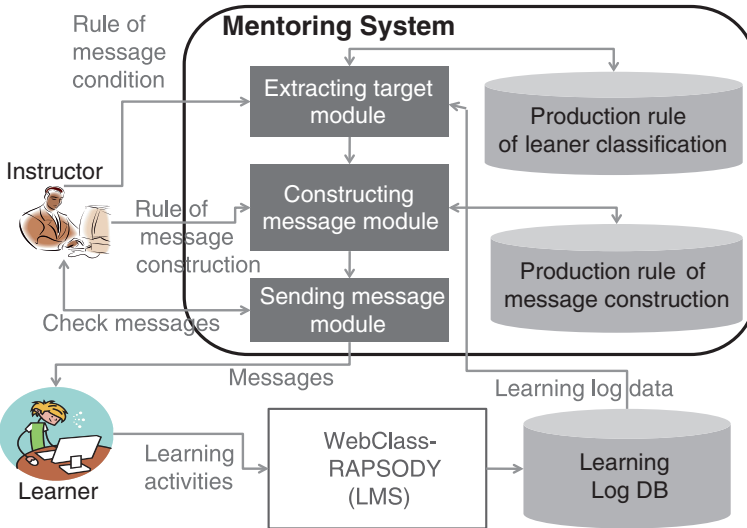 Mentoring System
Rule of
message
condition
Extracting target
module
Production rule
of leaner classification
Instructor
Rule of
message
construction
Constructing
message module
Production rule of
message construction
Check messages
Sending message
module
Messages
Learning log data
Learner
Learning
activities
WebClass-
RAPSODY
(LMS)
Learning
Log DB